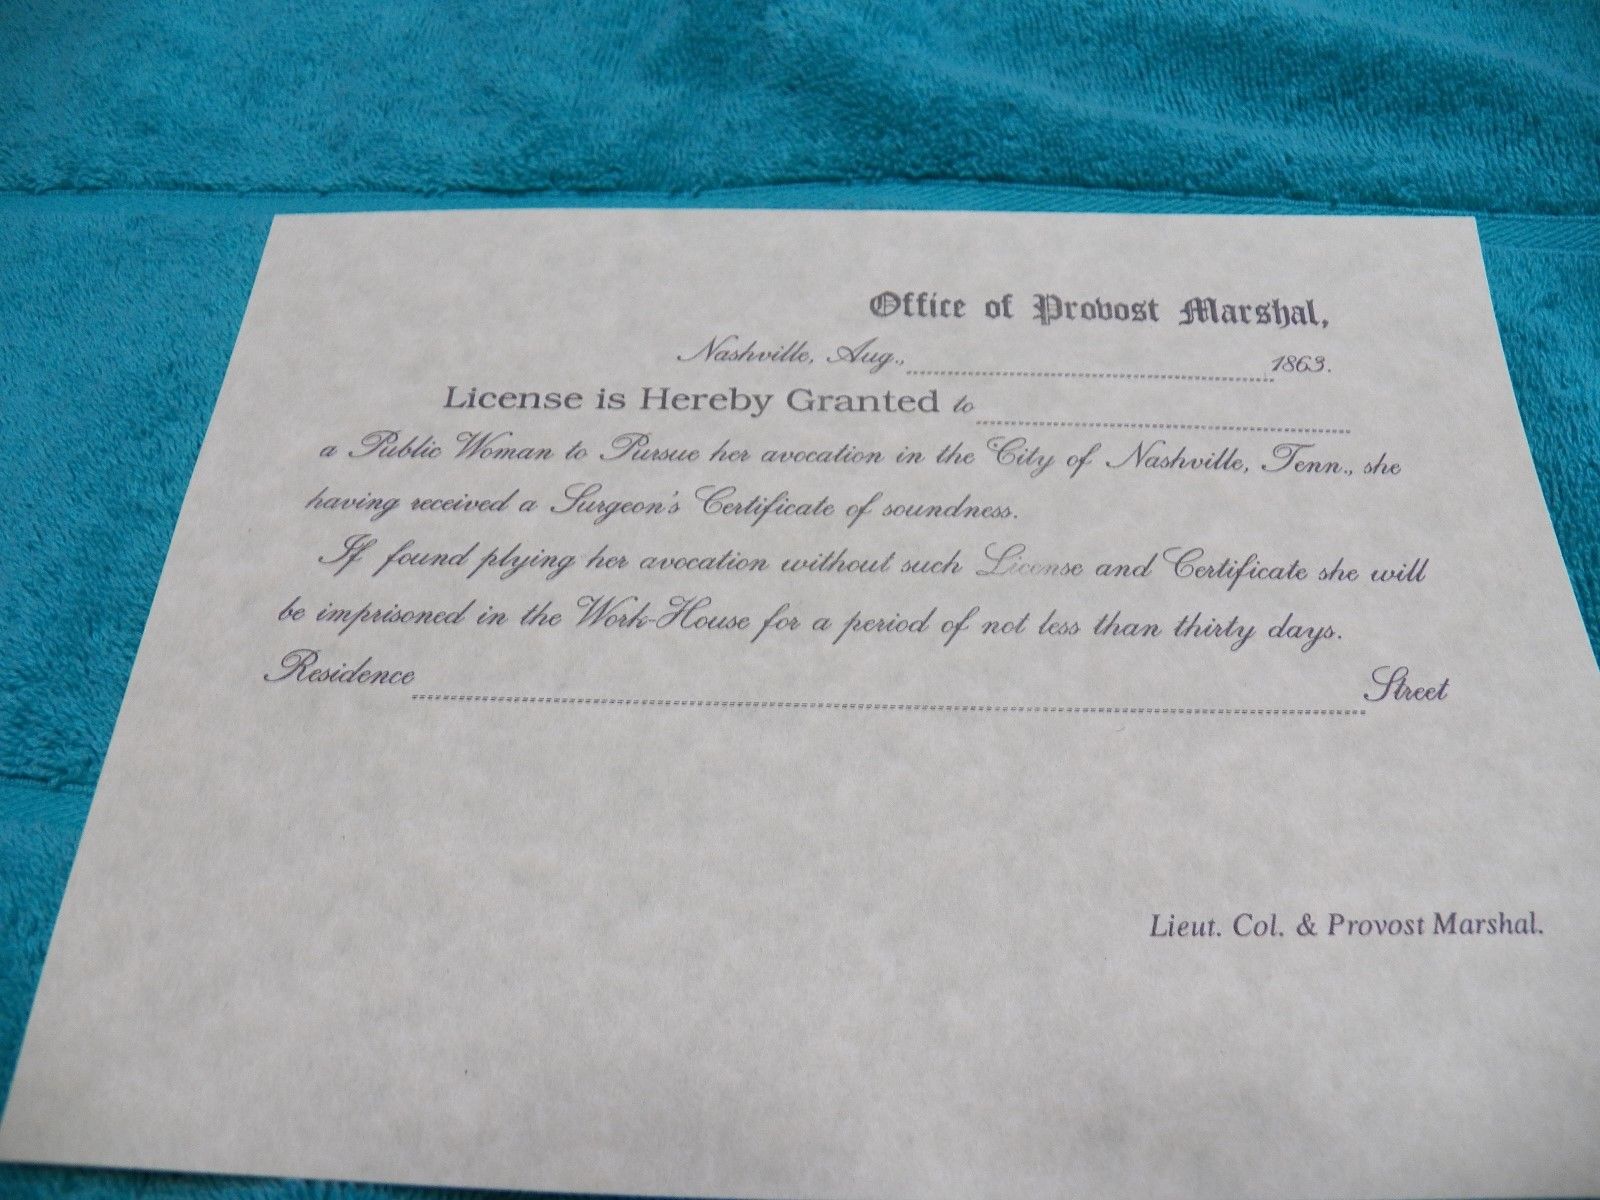 Office of Provost Marshal,
Nashville, Aug., 1863.
License is Hereby Granted to
a Public Woman to Pursue her avocation in the City of Nashville, Tenn., she
having received a Surgeon's Certificate of soundness.
If found plying her avocation without such License and Certificate she will
be imprisoned in the Work-House for a period of not less than thirty days.
Residence Street
Lieut. Col. & Provost Marshal.